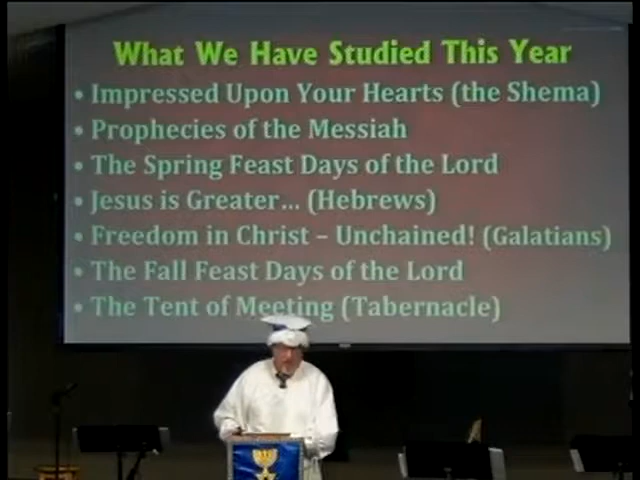 What We Have Studied This Year
• Impressed Upon Your Hearts (the Shema)
• Prophecies of the Messiah
• The Spring Feast Days of the Lord
• Jesus is Greater... (Hebrews)
• Freedom in Christ – Unchained! (Galatians)
• The Fall Feast Days of the Lord
• The Tent of Meeting (Tabernacle)